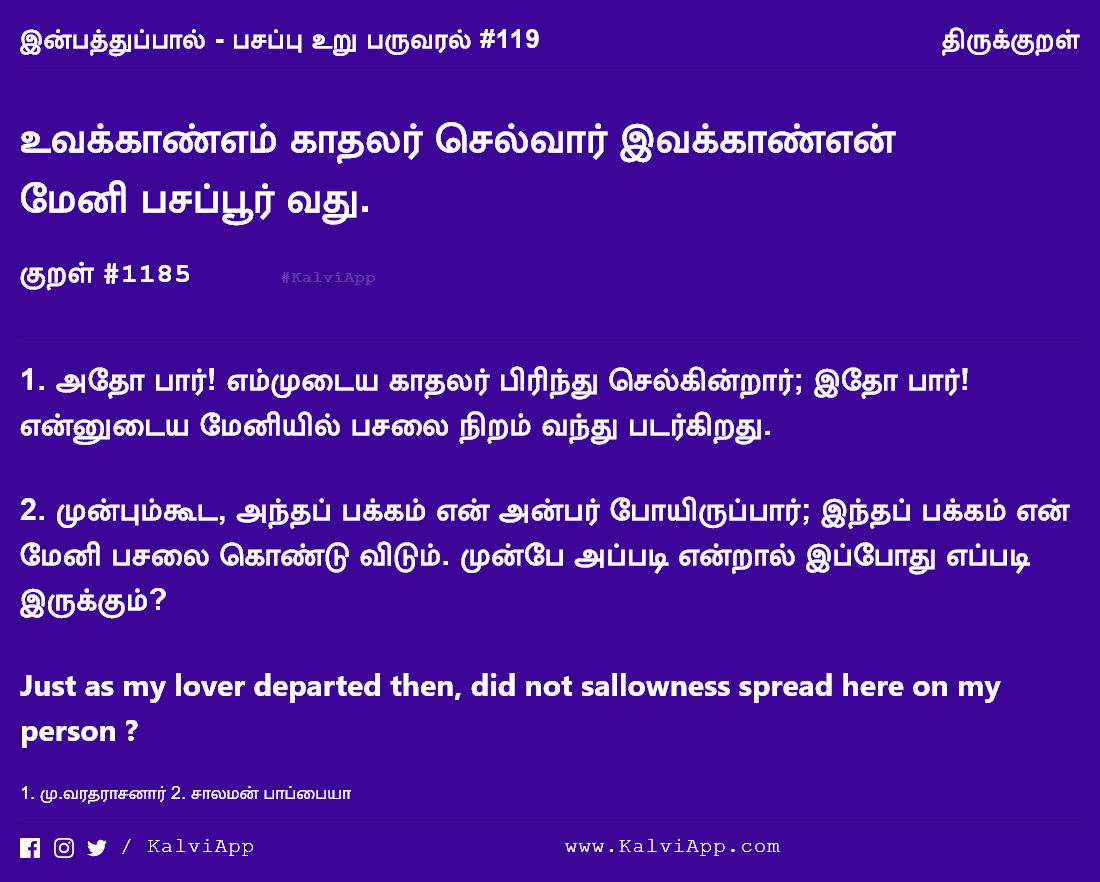 இன்பத்துப்பால் - பசப்பு உறு பருவரல் #119
திருக்குறள்
உவக்காண்எம் காதலர் செல்வார் இவக்காண்என்
மேனி பசப்பூர் வது.
குறள் #1185
#KalviApp
1. அதோ பார்! எம்முடைய காதலர் பிரிந்து செல்கின்றார்; இதோ பார்!
என்னுடைய மேனியில் பசலை நிறம் வந்து படர்கிறது.
2. முன்பும்கூட, அந்தப் பக்கம் என் அன்பர் போயிருப்பார்; இந்தப் பக்கம் என்
மேனி பசலை கொண்டு விடும். முன்பே அப்படி என்றால் இப்போது எப்படி
இருக்கும்?
Just as my lover departed then, did not sallowness spread here on my
person ?
1. மு.வரதராசனார் 2. சாலமன் பாப்பையா
/ KalviApp
www.KalviApp.com